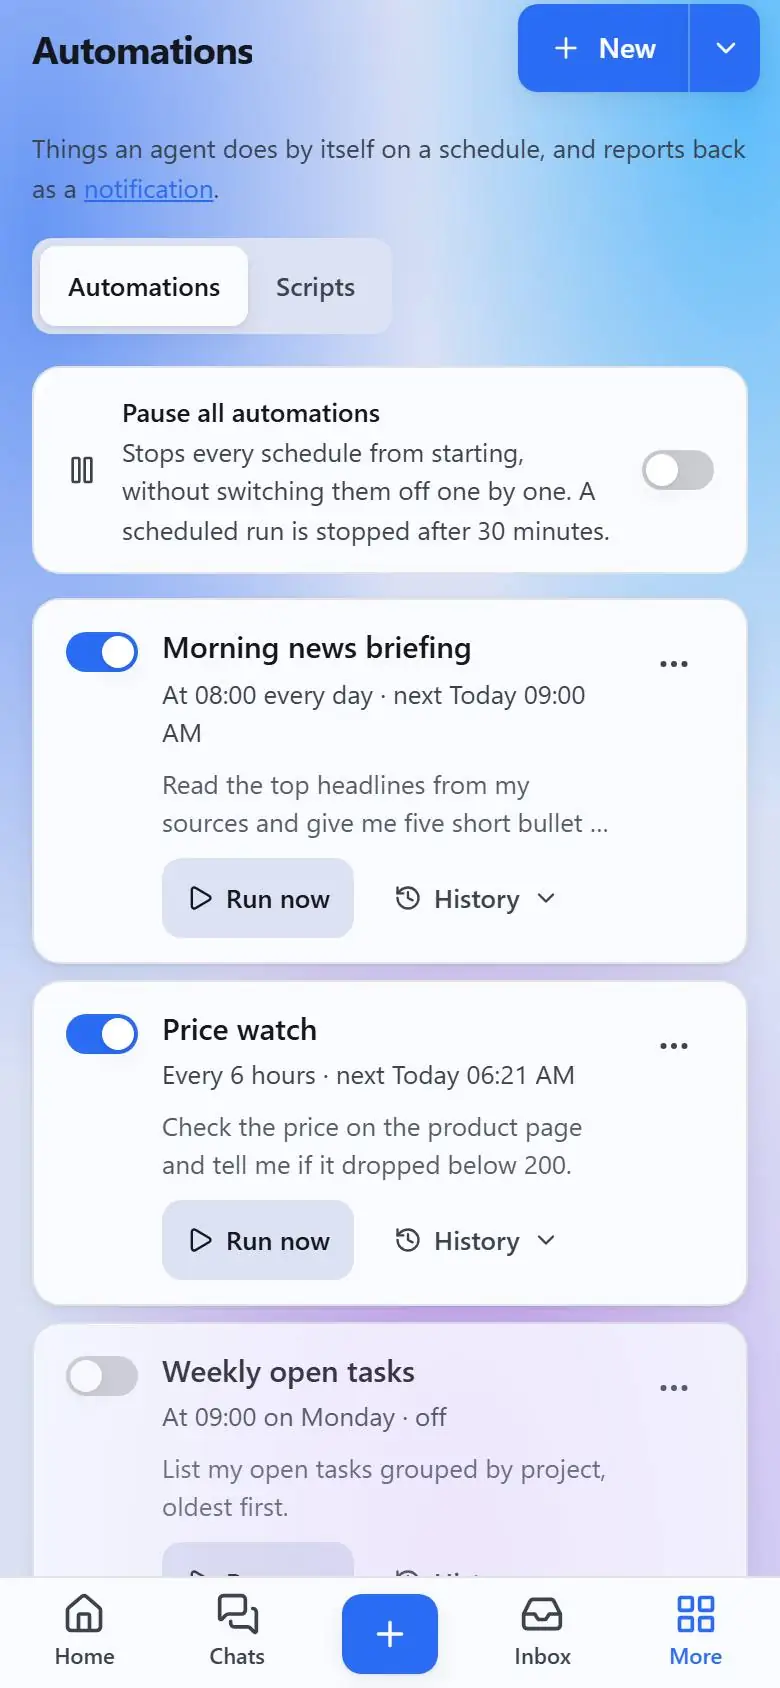 Automations
New
Things an agent does by itself on a schedule, and reports back
as a notification.
Automations
Scripts
Pause all automations
Stops every schedule from starting,
without switching them off one by one. A
scheduled run is stopped after 30 minutes.
Morning news briefing
At 08:00 every day · next Today 09:00
AM
Read the top headlines from my
sources and give me five short bullet ...
Run now
History
Price watch
Every 6 hours · next Today 06:21 AM
Check the price on the product page
and tell me if it dropped below 200.
Run now
History
Weekly open tasks
At 09:00 on Monday · off
List my open tasks grouped by project,
oldest first.
Home
Chats
Inbox
More